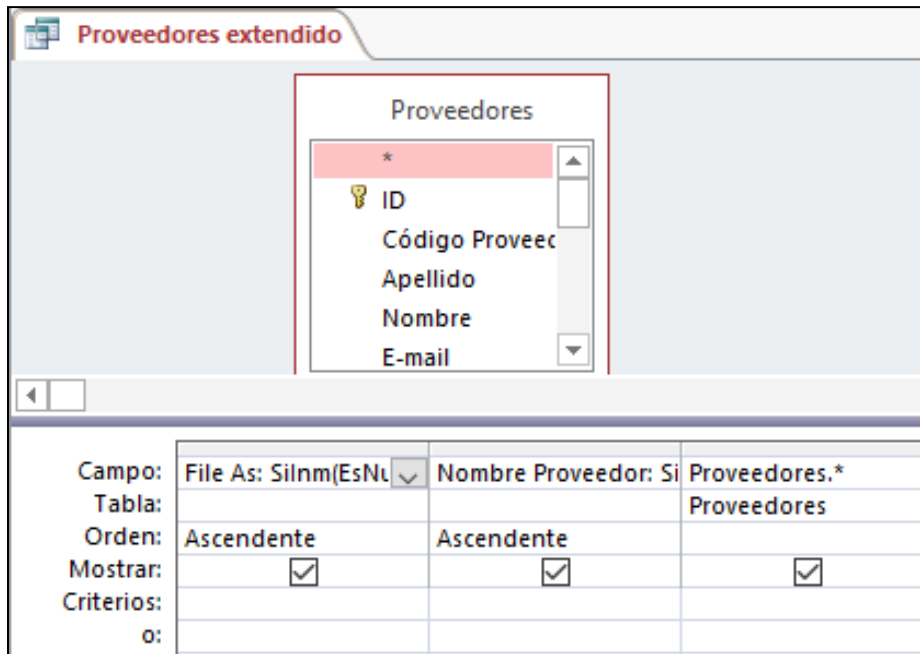 Proveedores extendido
Proveedores
*
ID
Código Proveec
Apellido
Nombre
E-mail
Campo: File As: SiInm(EsNu Nombre Proveedor: Si Proveedores.*
Tabla: Proveedores
Orden: Ascendente Ascendente
Mostrar:
Criterios:
o: